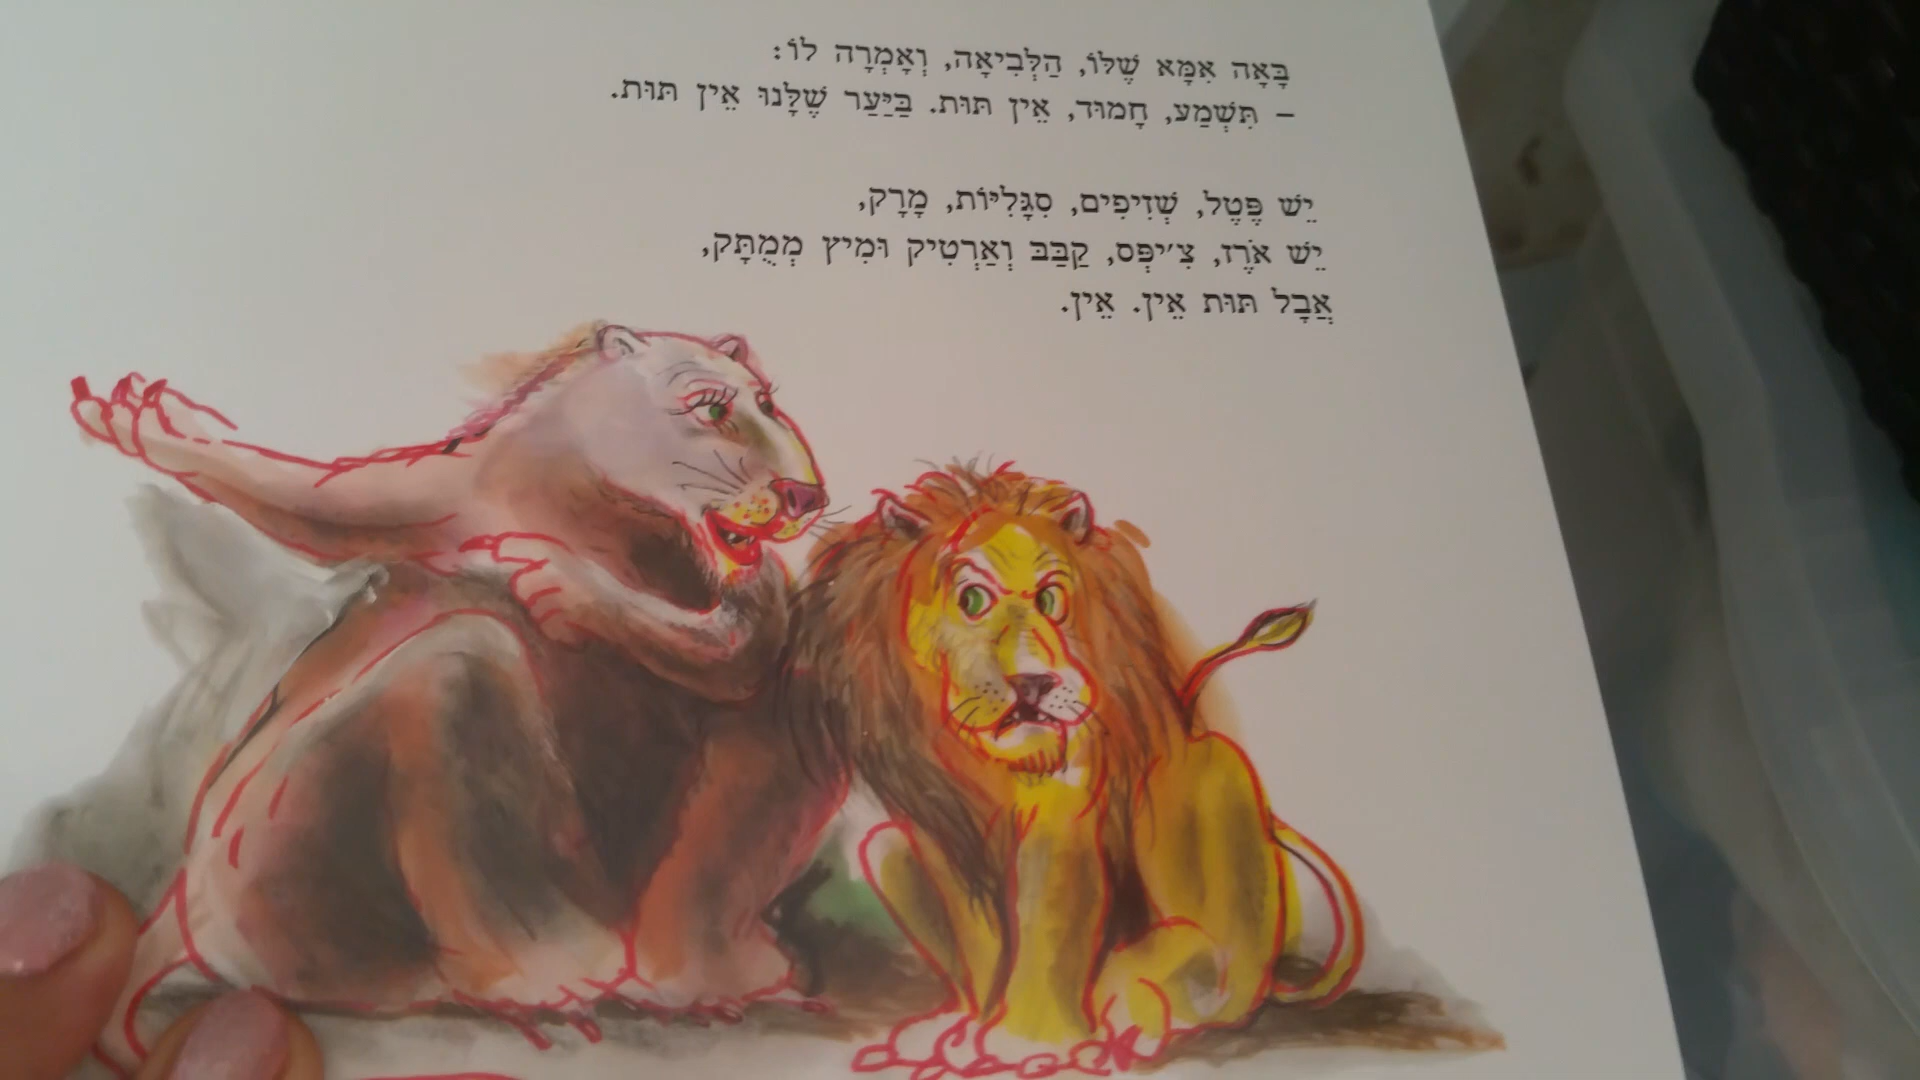 בָּאָה אִמָּא שֶׁלּוֹ, הַלְּבִיאָה, וְאָמְרָה לוֹ:
– תִּשְׁמַע, חָמוּד, אֵין תּוּת. בַּיַּעַר שֶׁלָּנוּ אֵין תּוּת.
יֵשׁ פֶּטֶל, שְׁזִיפִים, סִגָּלִיּוֹת, מָרָק,
יֵשׁ אֹרֶז, צִ'יפְּס, קַבַּבּ וְאַרְטִיק וּמִיץ מְמֻתָּק,
אֲבָל תּוּת אֵין. אֵין.